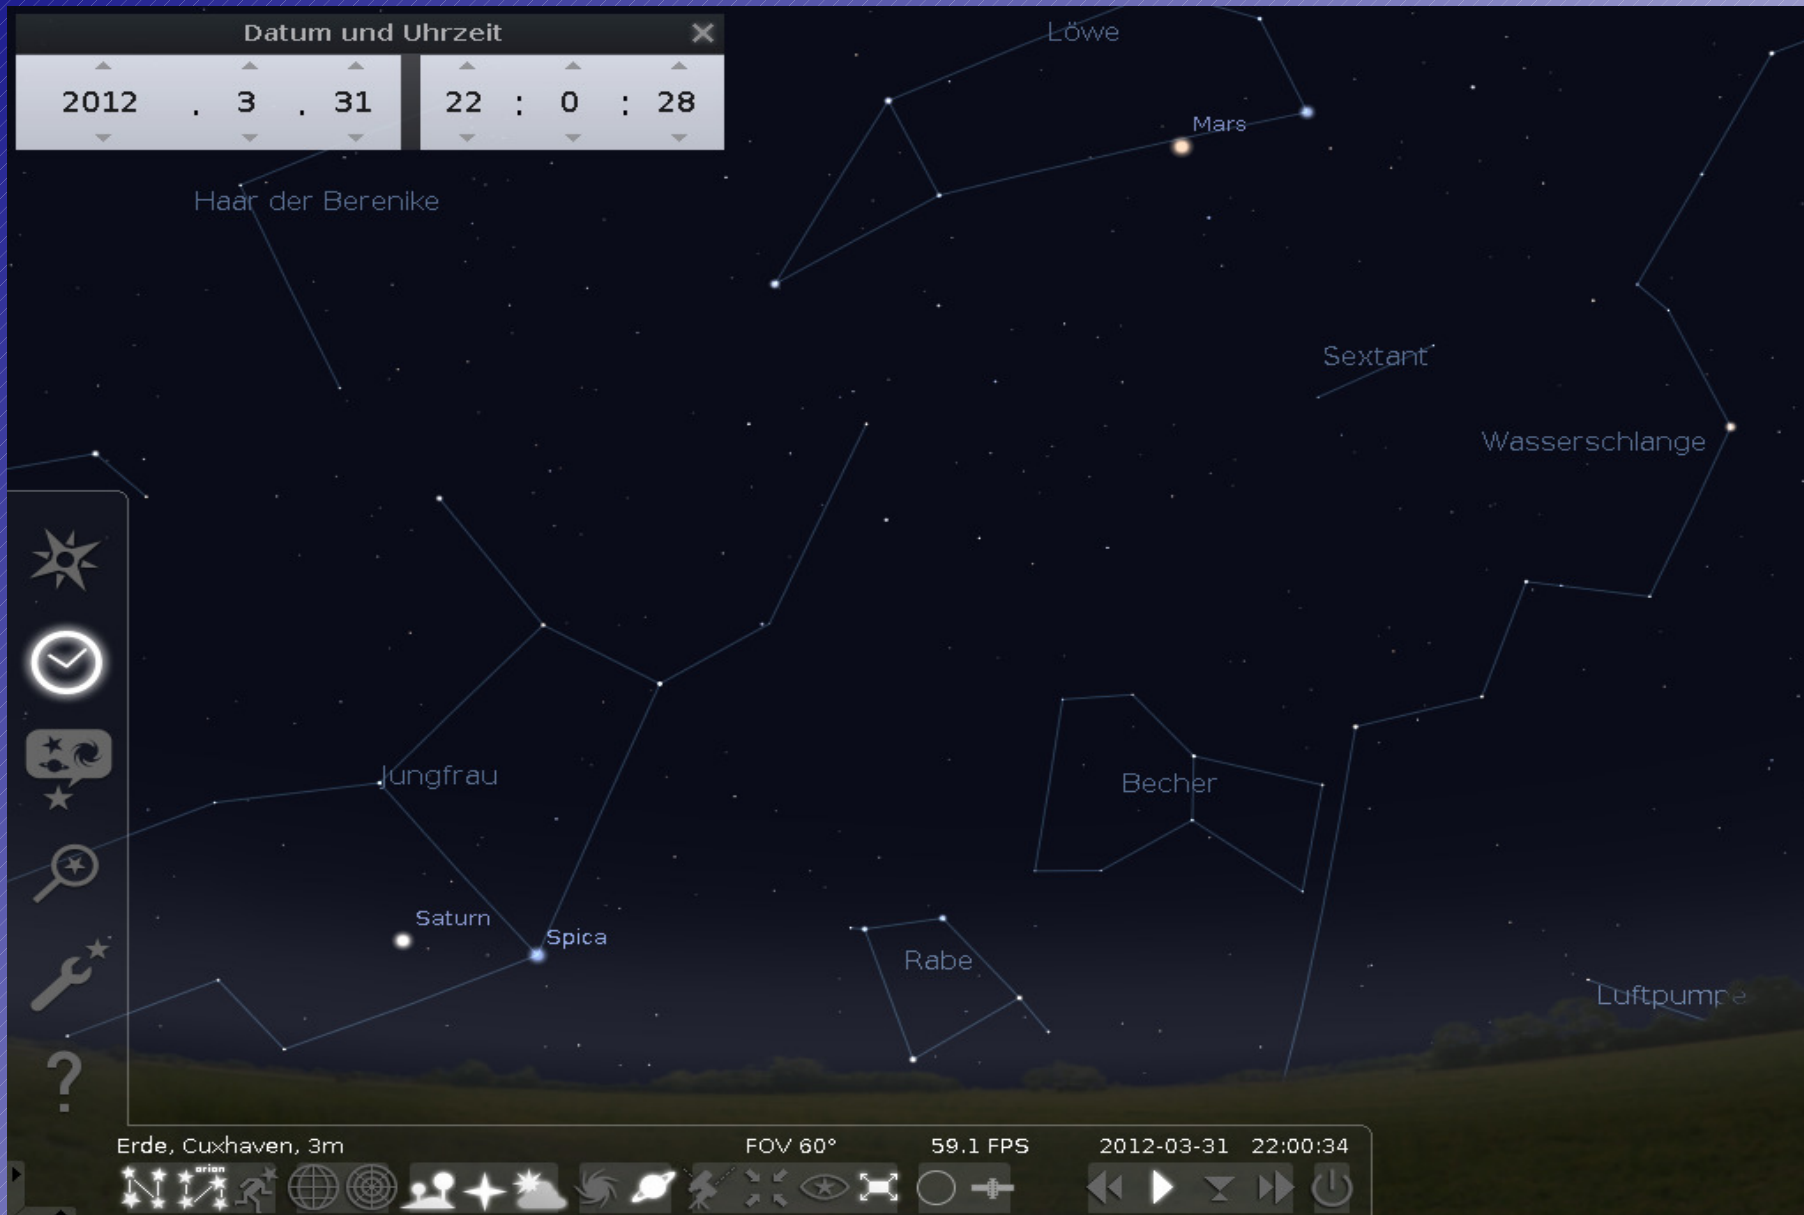 Datum und Uhrzeit
2012 . 3 . 31 22 : 0 : 28
Löwe
Mars
Haar der Berenike
Sextant
Wasserschlange
Jungfrau
Becher
Saturn
Spica
Rabe
Luftpumpe
Erde, Cuxhaven, 3m FOV 60° 59.1 FPS 2012-03-31 22:00:34
orion